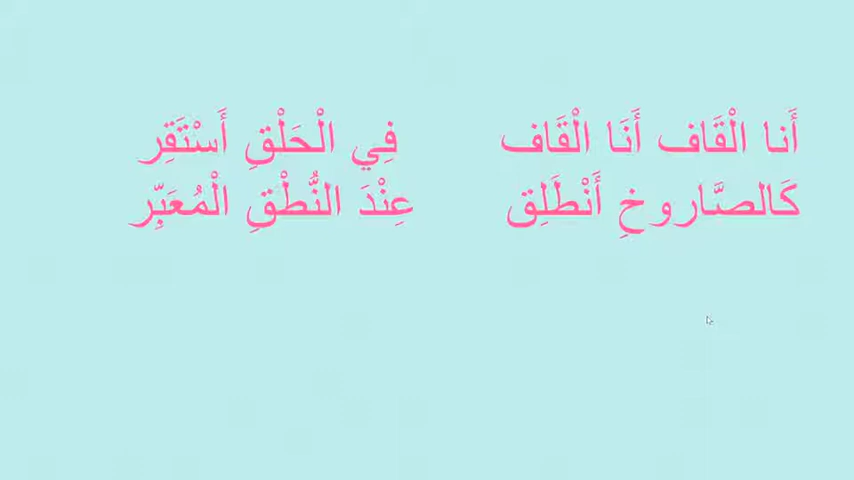 أَنا الْقَاف أَنَا الْقَاف فِي الْحَلْقِ أَسْتَقِر
كَالصَّاروخِ أَنْطَلِق عِنْدَ النُّطْقِ الْمُعَبِّر